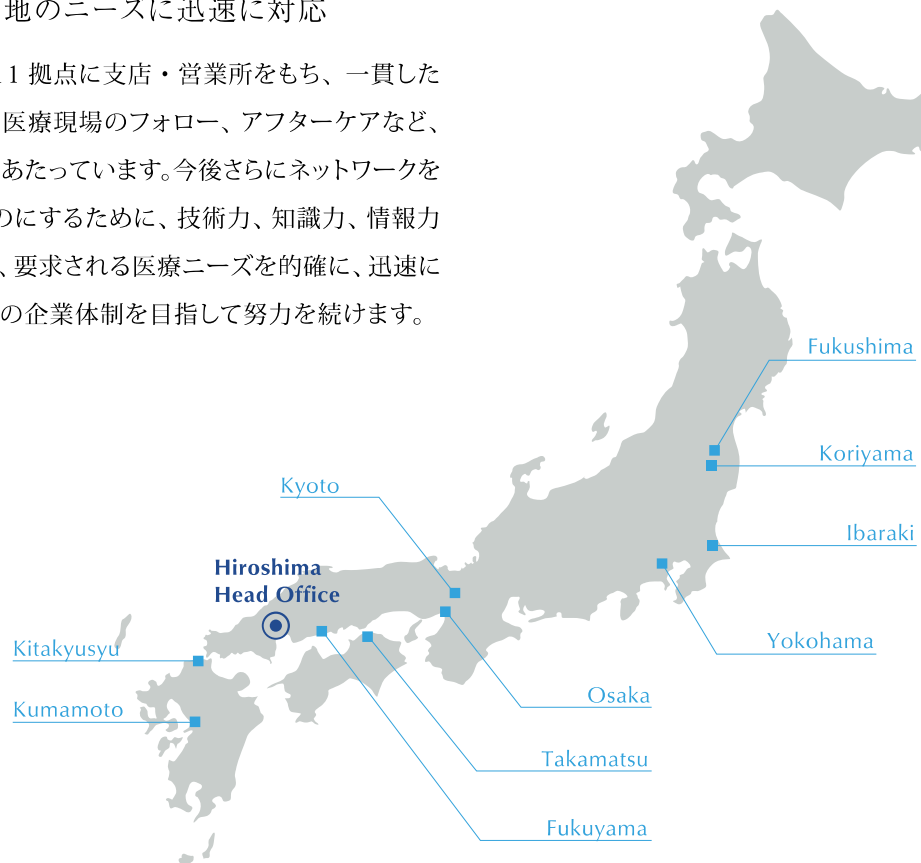 地のニーズに迅速に対応
11拠点に支店・営業所をもち、一貫した
医療現場のフォロー、アフターケアなど、
あたっています。今後さらにネットワークを
のにするために、技術力、知識力、情報力
、要求される医療ニーズを的確に、迅速に
の企業体制を目指して努力を続けます。
Fukushima
Koriyama
Kyoto
Ibaraki
Hiroshima
Head Office
Yokohama
Kitakyusyu
Osaka
Kumamoto
Takamatsu
Fukuyama